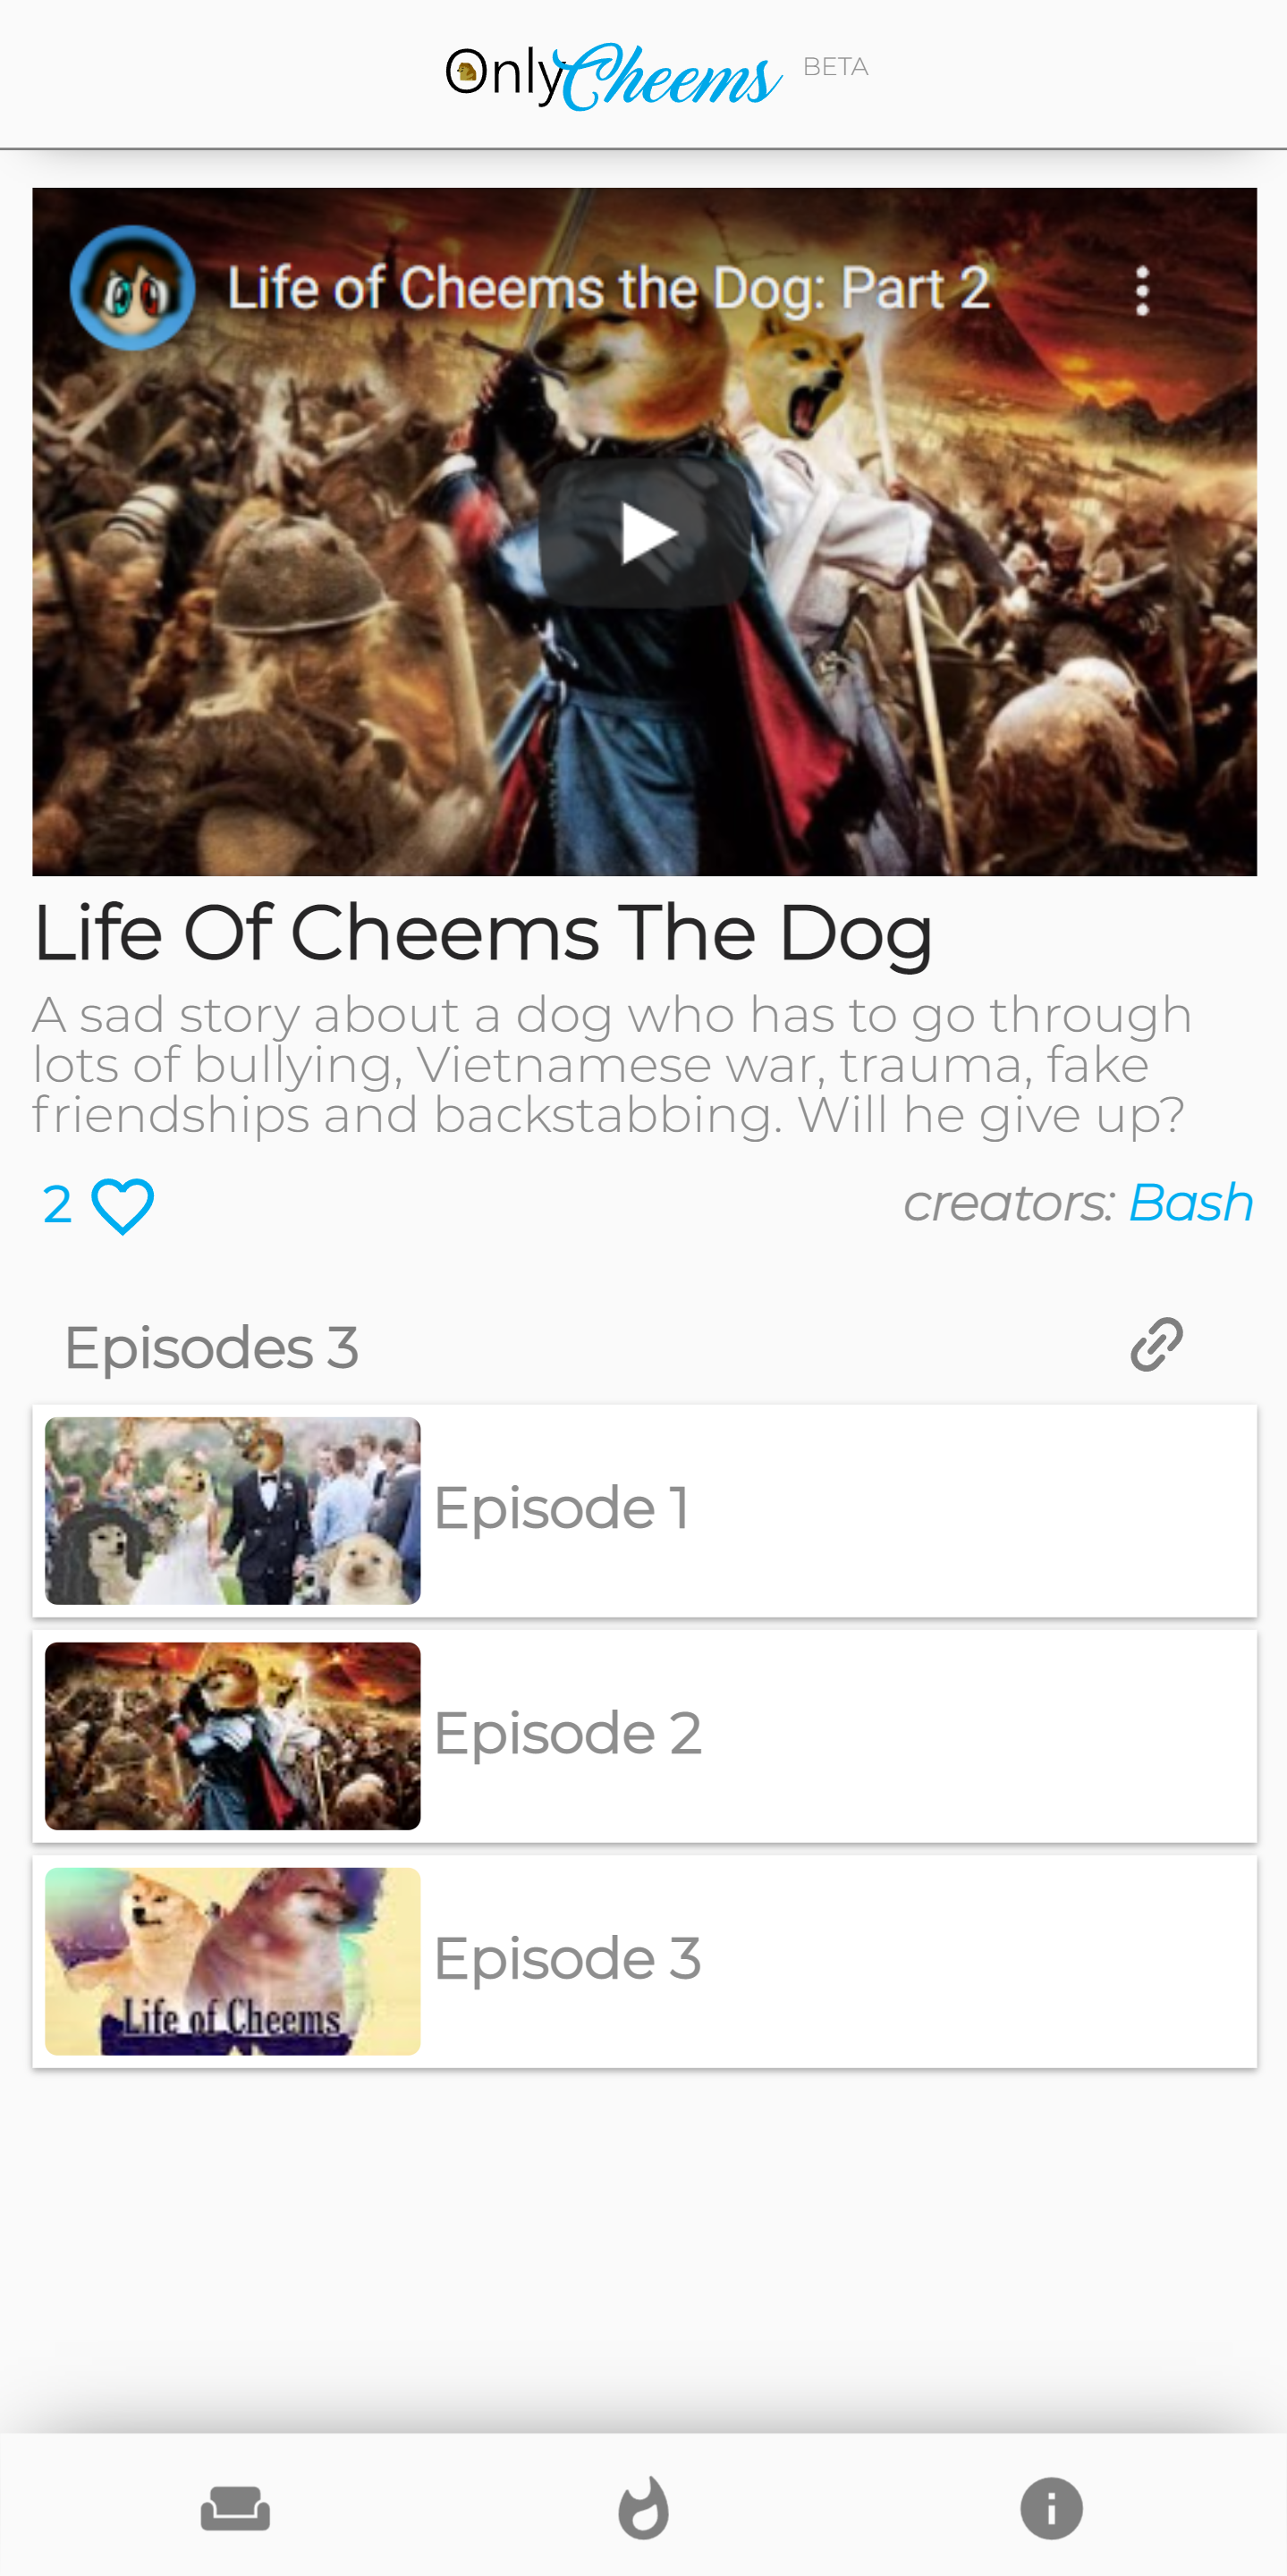 OnlyCheems BETA
Life of Cheems the Dog: Part 2
Life Of Cheems The Dog
A sad story about a dog who has to go through
lots of bullying, Vietnamese war, trauma, fake
friendships and backstabbing. Will he give up?
2 creators: Bash
Episodes 3
Episode 1
Episode 2
Life of Cheems Episode 3